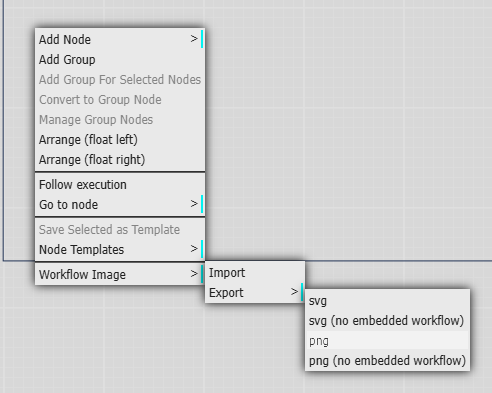 Add Node >
Add Group
Add Group For Selected Nodes
Convert to Group Node
Manage Group Nodes
Arrange (float left)
Arrange (float right)
Follow execution
Go to node >
Save Selected as Template
Node Templates >
Workflow Image >
Import
Export >
svg
svg (no embedded workflow)
png
png (no embedded workflow)